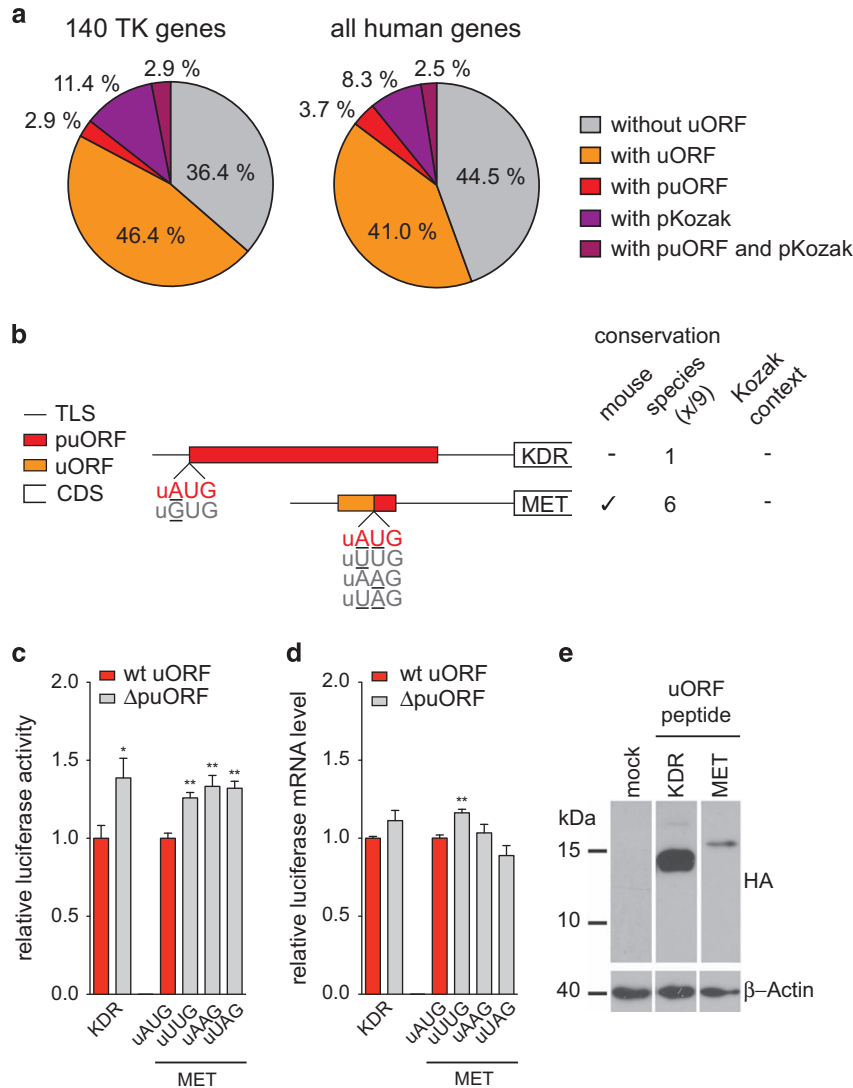 a
140 TK genes
all human genes
2.9 %
11.4 %
2.9 %
36.4 %
46.4 %
2.5 %
8.3 %
3.7 %
44.5 %
41.0 %
without uORF
with uORF
with puORF
with pKozak
with puORF and pKozak
b
conservation
mouse
species
(x/9)
Kozak
context
TLS
puORF
uORF
CDS
KDR
- 1 -
uAUG
uGUG
MET
✓ 6 -
uAUG
uUUG
uAAG
uUAG
c
wt uORF
ΔpuORF
relative luciferase activity
2.0
1.5
1.0
0.5
0.0
*
**
**
**
KDR
uAUG
uUUG
uAAG
uUAG
MET
d
wt uORF
ΔpuORF
relative luciferase mRNA level
2.0
1.5
1.0
0.5
0.0
**
KDR
uAUG
uUUG
uAAG
uUAG
MET
e
uORF
peptide
mock
KDR
MET
kDa
15
10
HA
40
β–Actin